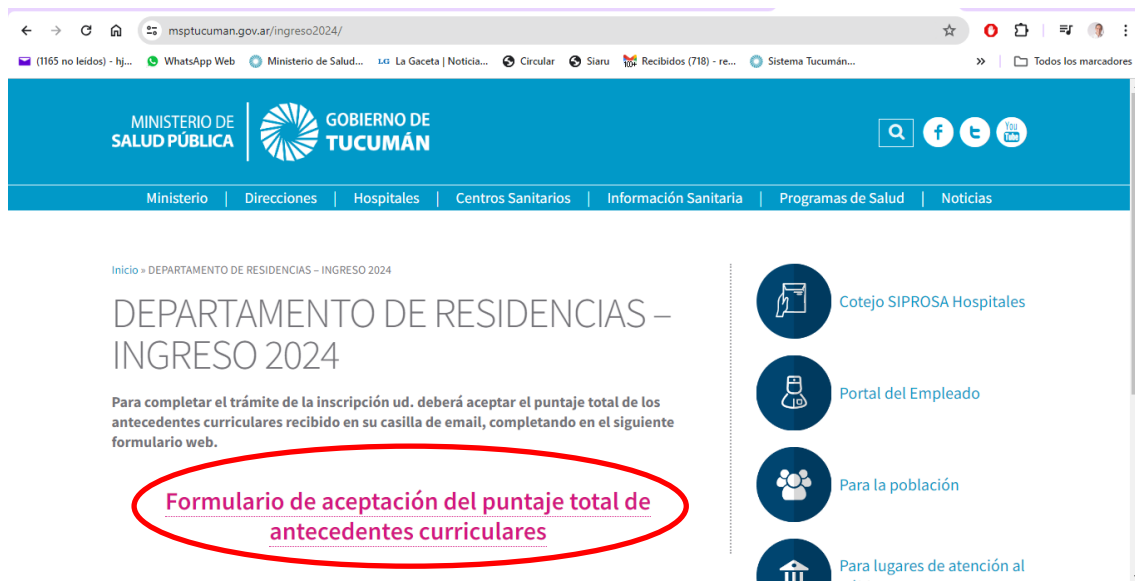 msptucuman.gov.ar/ingreso2024/
(1165 no leídos) - hj... WhatsApp Web Ministerio de Salud... LG La Gaceta | Noticia... Circular Siaru Recibidos (718) - re... Sistema Tucumán... » Todos los marcadores
MINISTERIO DE
SALUD PÚBLICA
GOBIERNO DE
TUCUMÁN
You
Tube
Ministerio | Direcciones | Hospitales | Centros Sanitarios | Información Sanitaria | Programas de Salud | Noticias
Inicio » DEPARTAMENTO DE RESIDENCIAS – INGRESO 2024
DEPARTAMENTO DE RESIDENCIAS –
INGRESO 2024
Para completar el trámite de la inscripción ud. deberá aceptar el puntaje total de los
antecedentes curriculares recibido en su casilla de email, completando en el siguiente
formulario web.
Formulario de aceptación del puntaje total de
antecedentes curriculares
Cotejo SIPROSA Hospitales
Portal del Empleado
Para la población
Para lugares de atención al